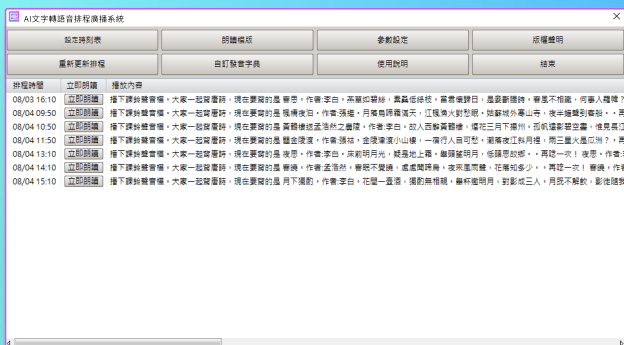 AI文字轉語音排程廣播系統
設定時刻表 朗讀模版 參數設定 版權聲明
重新更新排程 自訂發音字典 使用說明 結束
排程時間 立即朗讀 播放內容
08/03 16:10 立即朗讀 播下課鈴聲音檔。大家一起背唐詩。現在要背的是 春思。作者:李白。燕草如碧絲,秦桑低綠枝。當君懷歸日,是妾斷腸時。春風不相識,何事入羅幃?
08/04 09:50 立即朗讀 播下課鈴聲音檔。大家一起背唐詩。現在要背的是 楓橋夜泊。作者:張繼。月落烏啼霜滿天,江楓漁火對愁眠。姑蘇城外寒山寺,夜半鐘聲到客船。。再
08/04 10:50 立即朗讀 播下課鈴聲音檔。大家一起背唐詩。現在要背的是 黃鶴樓送孟浩然之廣陵。作者:李白。故人西辭黃鶴樓,煙花三月下揚州。孤帆遠影碧空盡,惟見長江
08/04 11:50 立即朗讀 播下課鈴聲音檔。大家一起背唐詩。現在要背的是 題金陵渡。作者:張祜。金陵津渡小山樓,一宿行人自可愁。潮落夜江斜月裡,兩三星火是瓜洲?。再
08/04 13:10 立即朗讀 播下課鈴聲音檔。大家一起背唐詩。現在要背的是 夜思。作者:李白。床前明月光,疑是地上霜。舉頭望明月,低頭思故鄉。。再唸一次! 夜思。作者:
08/04 14:10 立即朗讀 播下課鈴聲音檔。大家一起背唐詩。現在要背的是 春曉。作者:孟浩然。春眠不覺曉,處處聞啼鳥。夜來風雨聲,花落知多少。。再唸一次! 春曉。作者
08/04 15:10 立即朗讀 播下課鈴聲音檔。大家一起背唐詩。現在要背的是 月下獨酌。作者:李白。花間一壺酒,獨酌無相親。舉杯邀明月,對影成三人。月既不解飲,影徒隨我